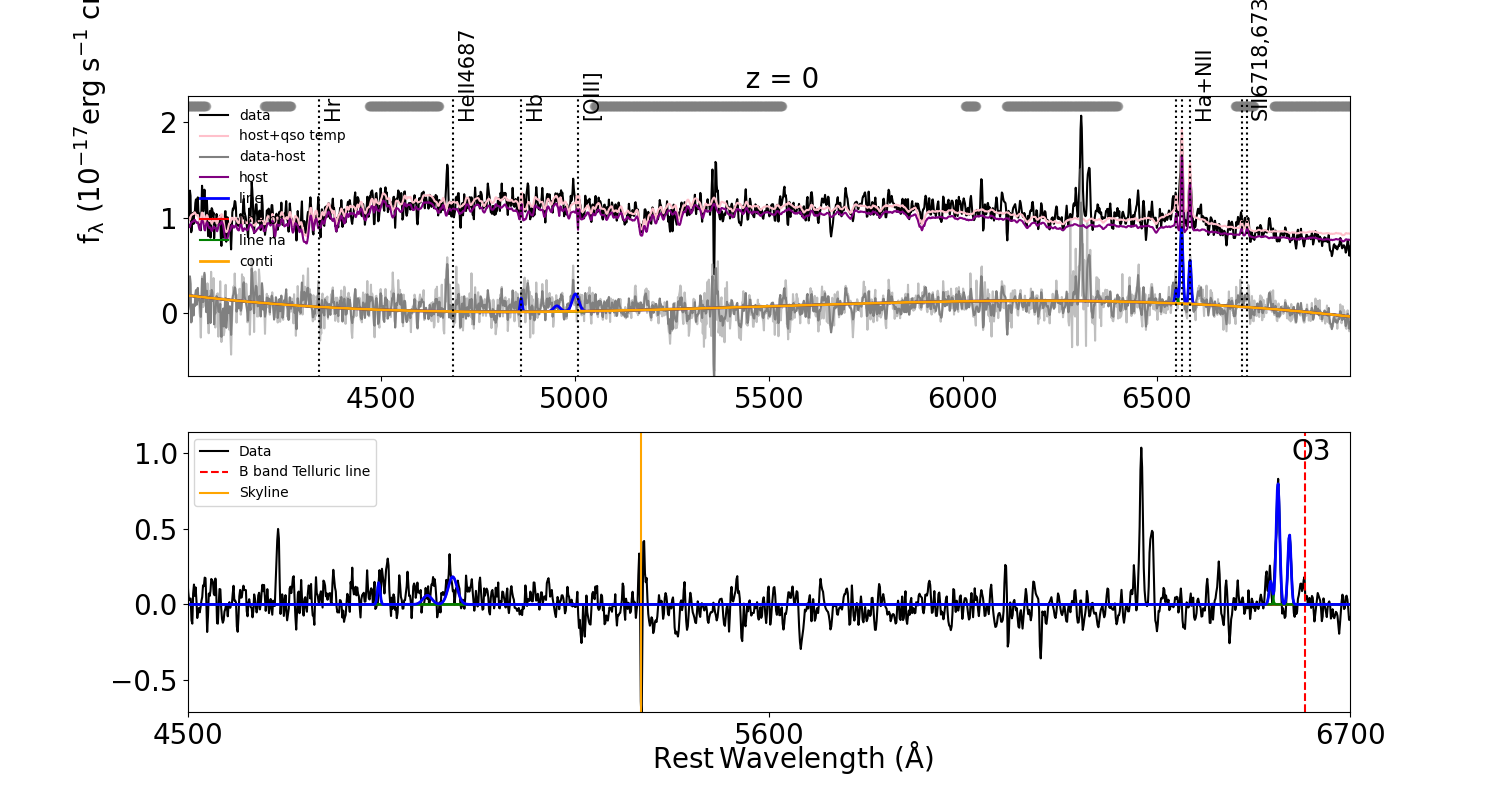 z = 0
Hr
HeII4687
Hb
[OIII]
Ha+NII
SII6718,673
f_λ (10^{-17} erg s^{-1} c
data
host+qso temp
data-host
host
line
line na
conti
2
1
0
4500
5000
5500
6000
6500
Data
B band Telluric line
Skyline
O3
1.0
0.5
0.0
−0.5
4500
5600
6700
Rest Wavelength (Å)